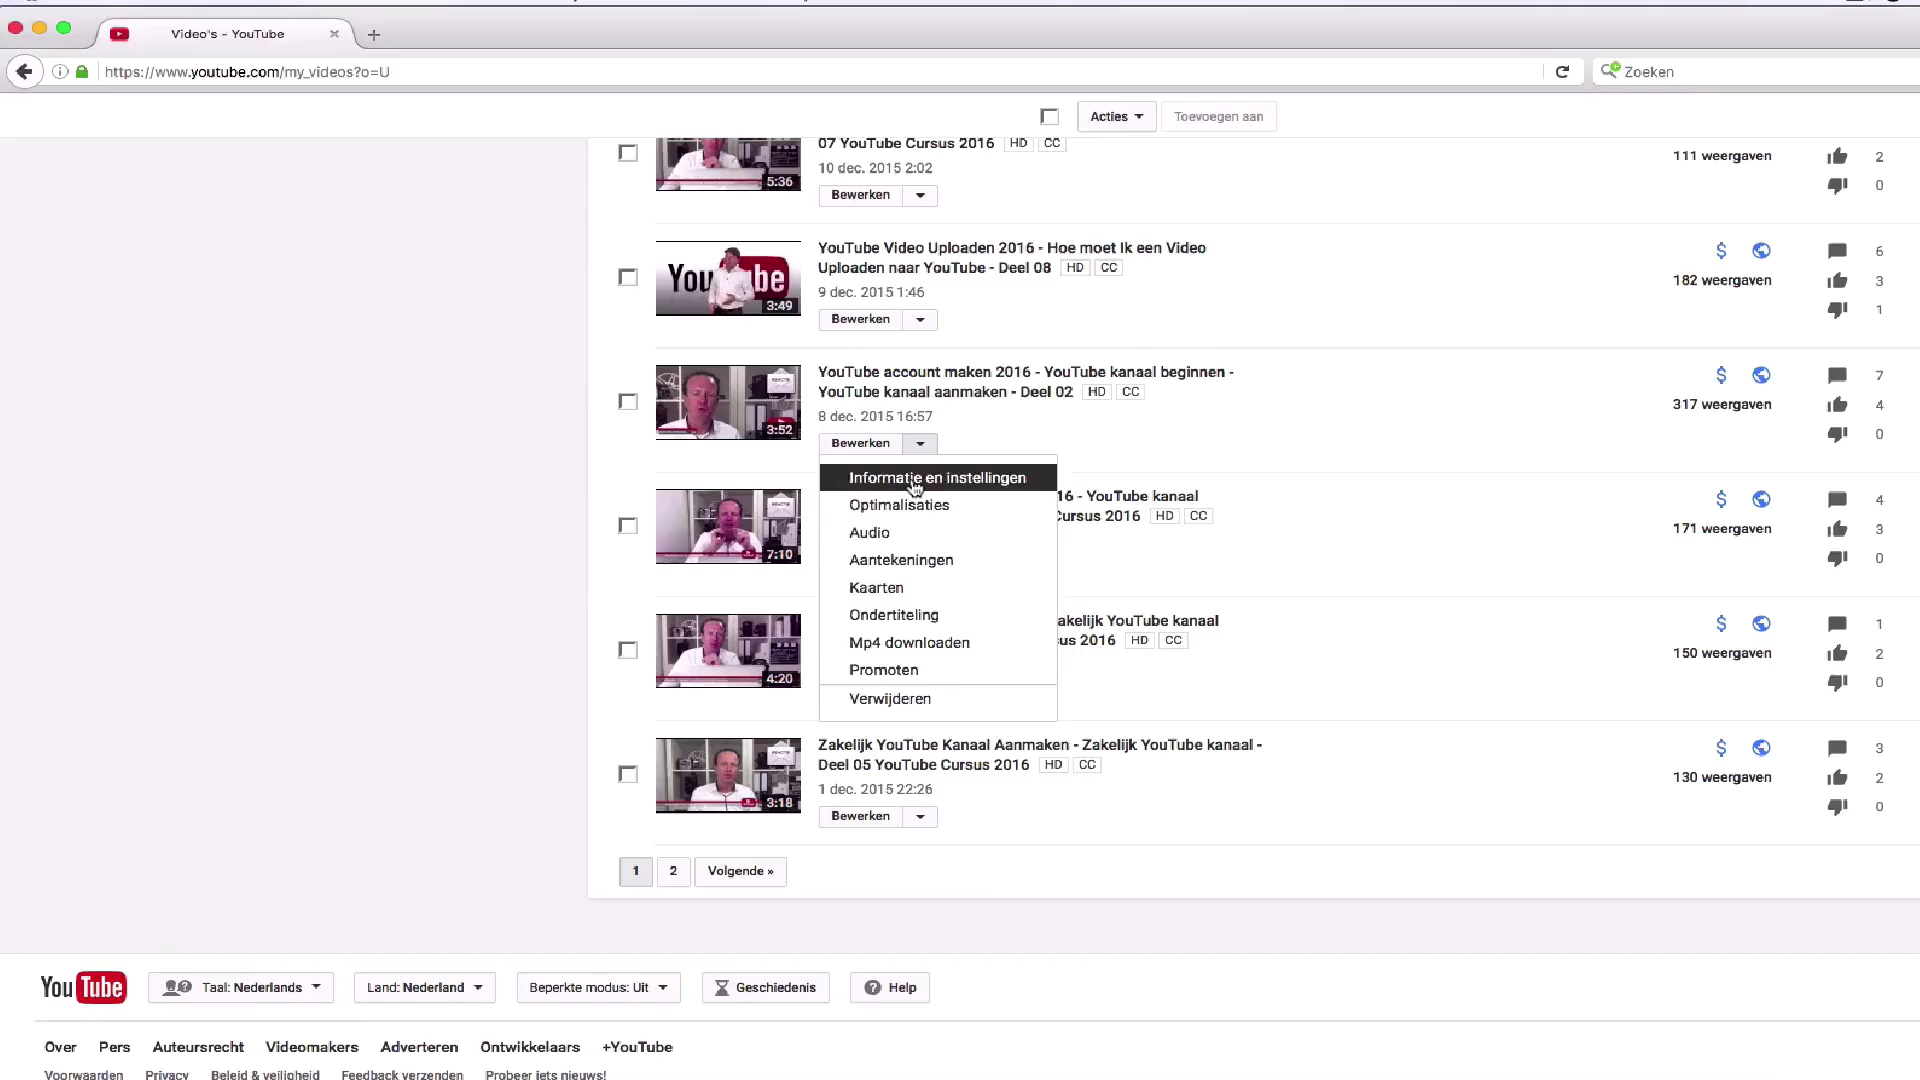 Video's - YouTube
https://www.youtube.com/my_videos?o=U
Zoeken
Acties
Toevoegen aan
07 YouTube Cursus 2016 HD CC
10 dec. 2015 2:02
Bewerken
5:36
111 weergaven
2
0
YouTube Video Uploaden 2016 - Hoe moet Ik een Video
Uploaden naar YouTube - Deel 08 HD CC
9 dec. 2015 1:46
Bewerken
3:49
182 weergaven
6
3
1
YouTube account maken 2016 - YouTube kanaal beginnen -
YouTube kanaal aanmaken - Deel 02 HD CC
8 dec. 2015 16:57
Bewerken
3:52
317 weergaven
7
4
0
Informatie en instellingen
Optimalisaties
Audio
Aantekeningen
Kaarten
Ondertiteling
Mp4 downloaden
Promoten
Verwijderen
16 - YouTube kanaal
Cursus 2016 HD CC
7:10
171 weergaven
4
3
0
akelijk YouTube kanaal
sus 2016 HD CC
4:20
150 weergaven
1
2
0
Zakelijk YouTube Kanaal Aanmaken - Zakelijk YouTube kanaal -
Deel 05 YouTube Cursus 2016 HD CC
1 dec. 2015 22:26
Bewerken
3:18
130 weergaven
3
2
0
1 2 Volgende »
YouTube
Taal: Nederlands
Land: Nederland
Beperkte modus: Uit
Geschiedenis
Help
Over Pers Auteursrecht Videomakers Adverteren Ontwikkelaars +YouTube
Voorwaarden Privacy Beleid & veiligheid Feedback verzenden Probeer iets nieuws!